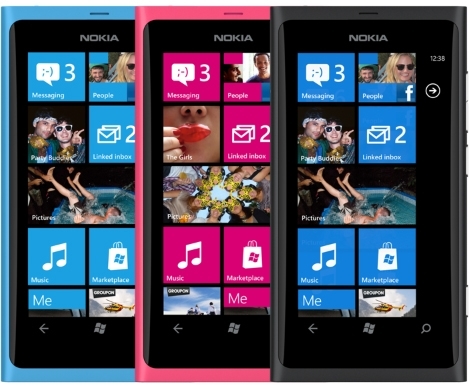 NOKIA
3
Messaging
People
Party Buddies
2
Linked inbox
Pictures
Music
Marketplace
Me
GROUPON
NOKIA
3
Messaging
People
The Girls
2
Linked inbox
Pictures
Music
Marketplace
GROUPON
Me
NOKIA
12:38
3
Messaging
People
f
Party Buddies
2
Linked inbox
Pictures
Music
Marketplace
Me
GROUPON